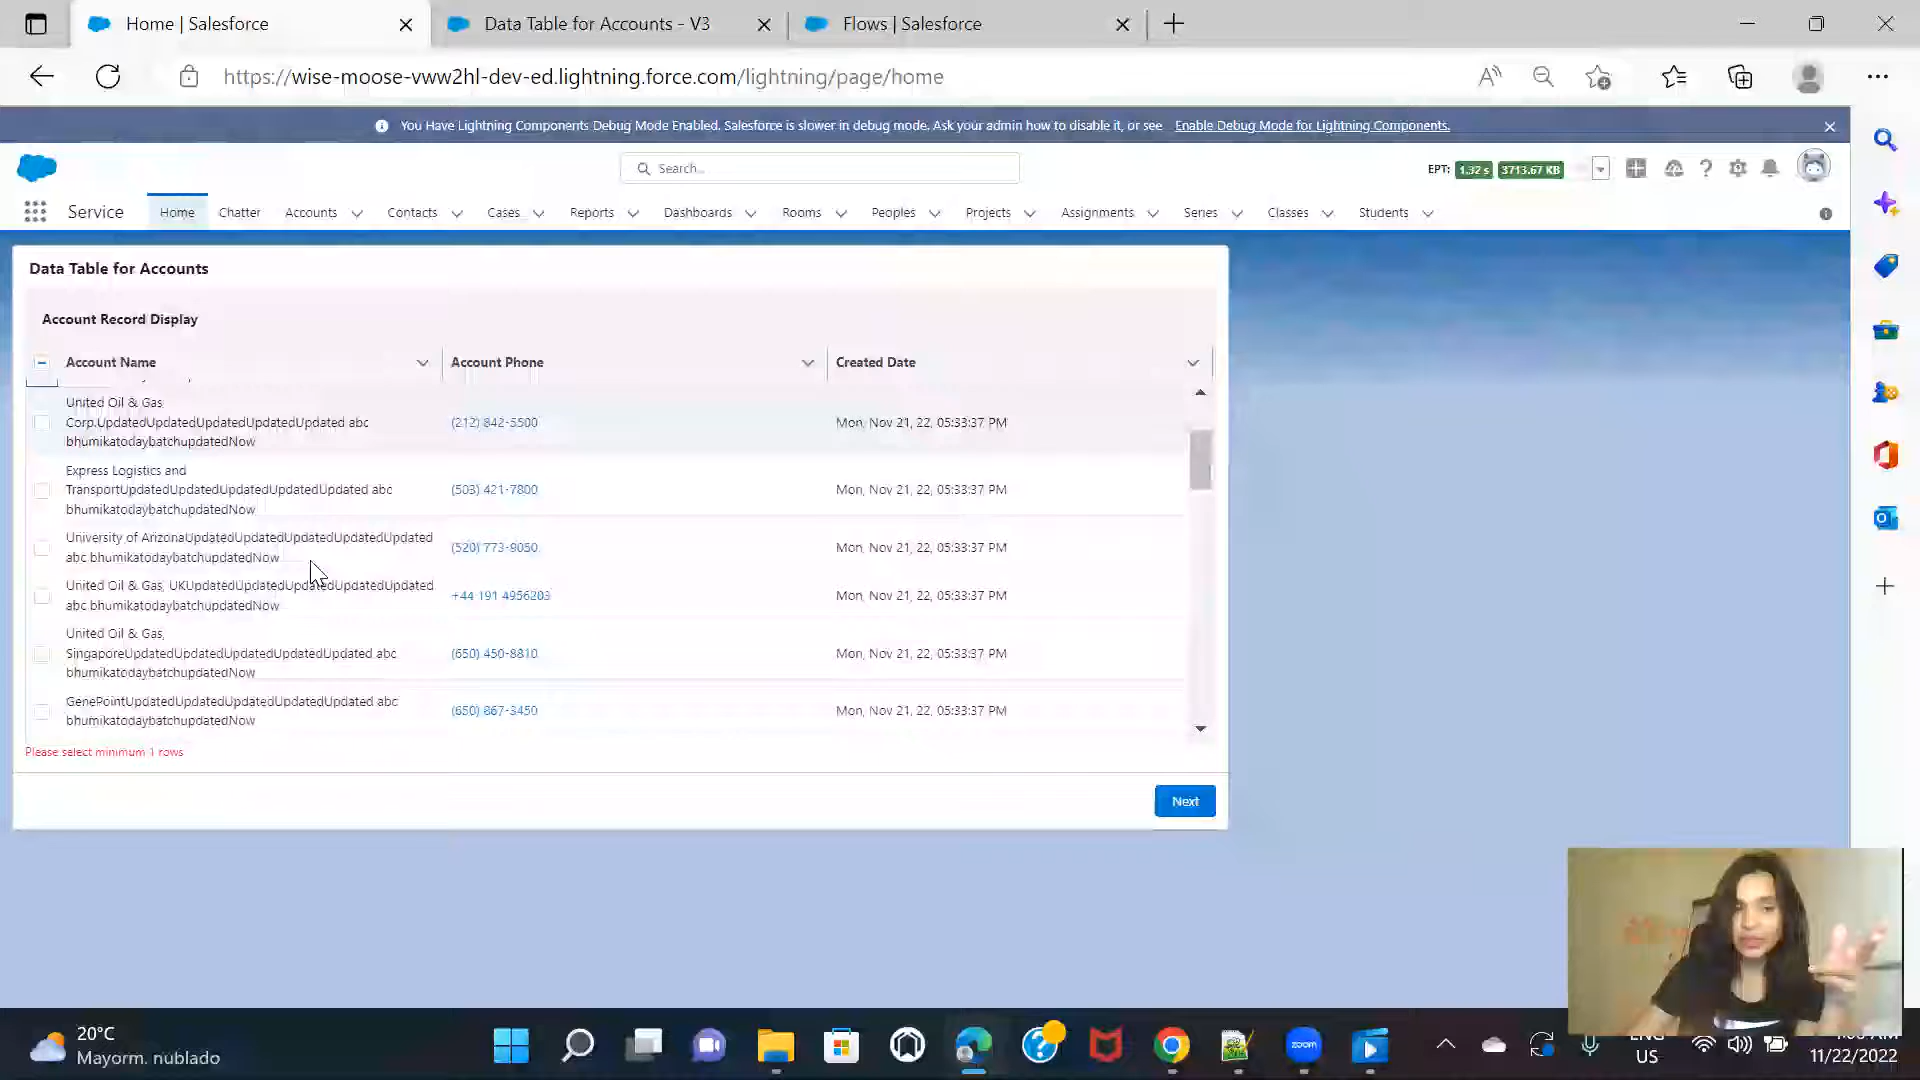 Home | Salesforce
Data Table for Accounts - V3
Flows | Salesforce
https://wise-moose-vww2hl-dev-ed.lightning.force.com/lightning/page/home
You Have Lightning Components Debug Mode Enabled. Salesforce is slower in debug mode. Ask your admin how to disable it, or see Enable Debug Mode for Lightning Components.
Search...
EPT: 1.32 s 3713.67 KB
Service
Home
Chatter
Accounts
Contacts
Cases
Reports
Dashboards
Rooms
Peoples
Projects
Assignments
Series
Classes
Students
Data Table for Accounts
Account Record Display
Account Name
Account Phone
Created Date
United Oil & Gas,
Corp.UpdatedUpdatedUpdatedUpdatedUpdated abc
bhumikatodaybatchupdatedNow
(212) 842-5500
Mon, Nov 21, 22, 05:33:37 PM
Express Logistics and
TransportUpdatedUpdatedUpdatedUpdatedUpdated abc
bhumikatodaybatchupdatedNow
(503) 421-7800
Mon, Nov 21, 22, 05:33:37 PM
University of ArizonaUpdatedUpdatedUpdatedUpdatedUpdated
abc bhumikatodaybatchupdatedNow
(520) 773-9050
Mon, Nov 21, 22, 05:33:37 PM
United Oil & Gas, UKUpdatedUpdatedUpdatedUpdatedUpdated
abc bhumikatodaybatchupdatedNow
+44 191 4956203
Mon, Nov 21, 22, 05:33:37 PM
United Oil & Gas,
SingaporeUpdatedUpdatedUpdatedUpdatedUpdated abc
bhumikatodaybatchupdatedNow
(650) 450-8810
Mon, Nov 21, 22, 05:33:37 PM
GenePointUpdatedUpdatedUpdatedUpdatedUpdated abc
bhumikatodaybatchupdatedNow
(650) 867-3450
Mon, Nov 21, 22, 05:33:37 PM
Please select minimum 1 rows
Next
20°C
Mayorm. nublado
zoom
ENG
US
11/22/2022